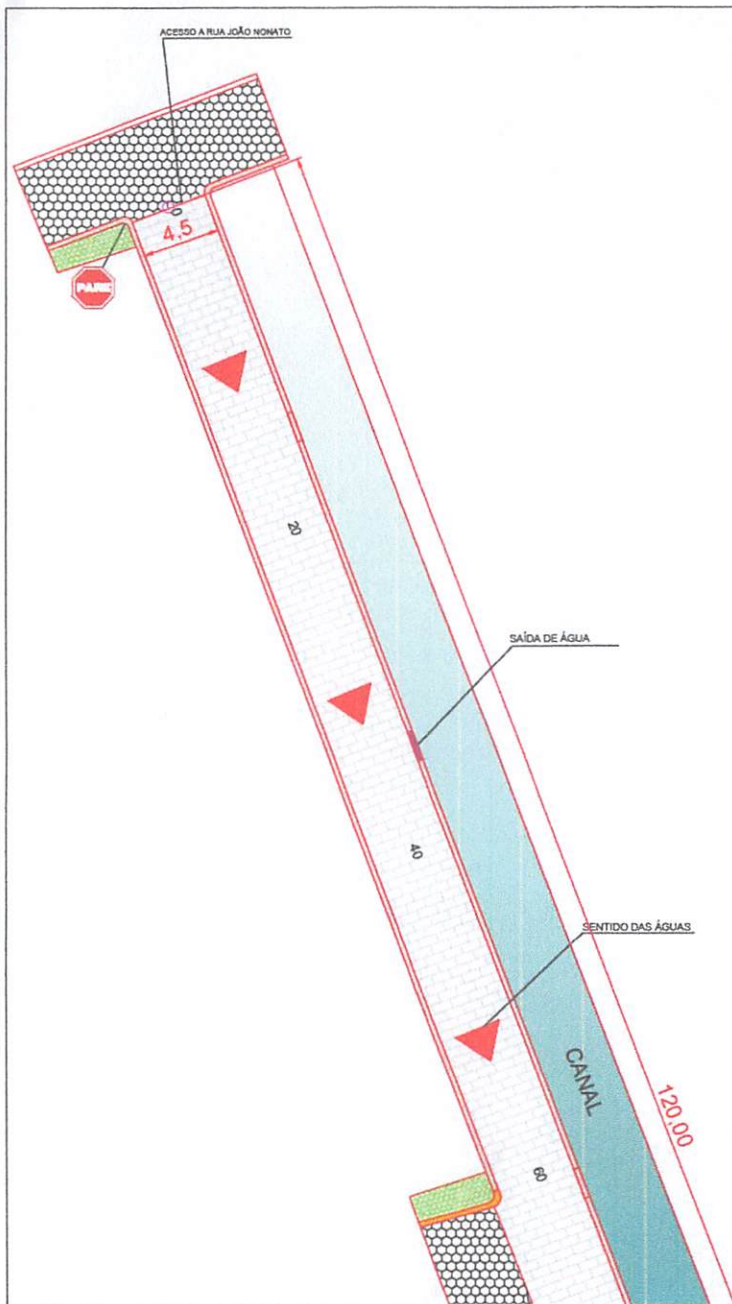 ACESSO A RUA JOÃO NONATO
0
4,5
PARE
20
SAÍDA DE ÁGUA
40
SENTIDO DAS ÁGUAS
CANAL
120,00
60